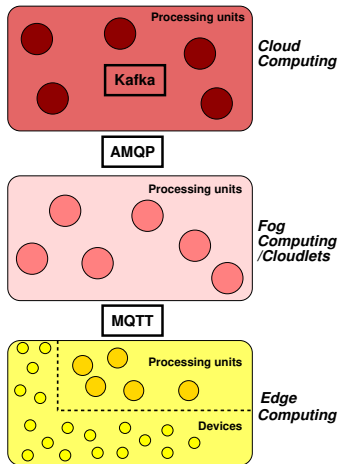 Processing units
Cloud
Computing
Kafka
AMQP
Processing units
Fog
Computing
/Cloudlets
MQTT
Processing units
Edge
Computing
Devices